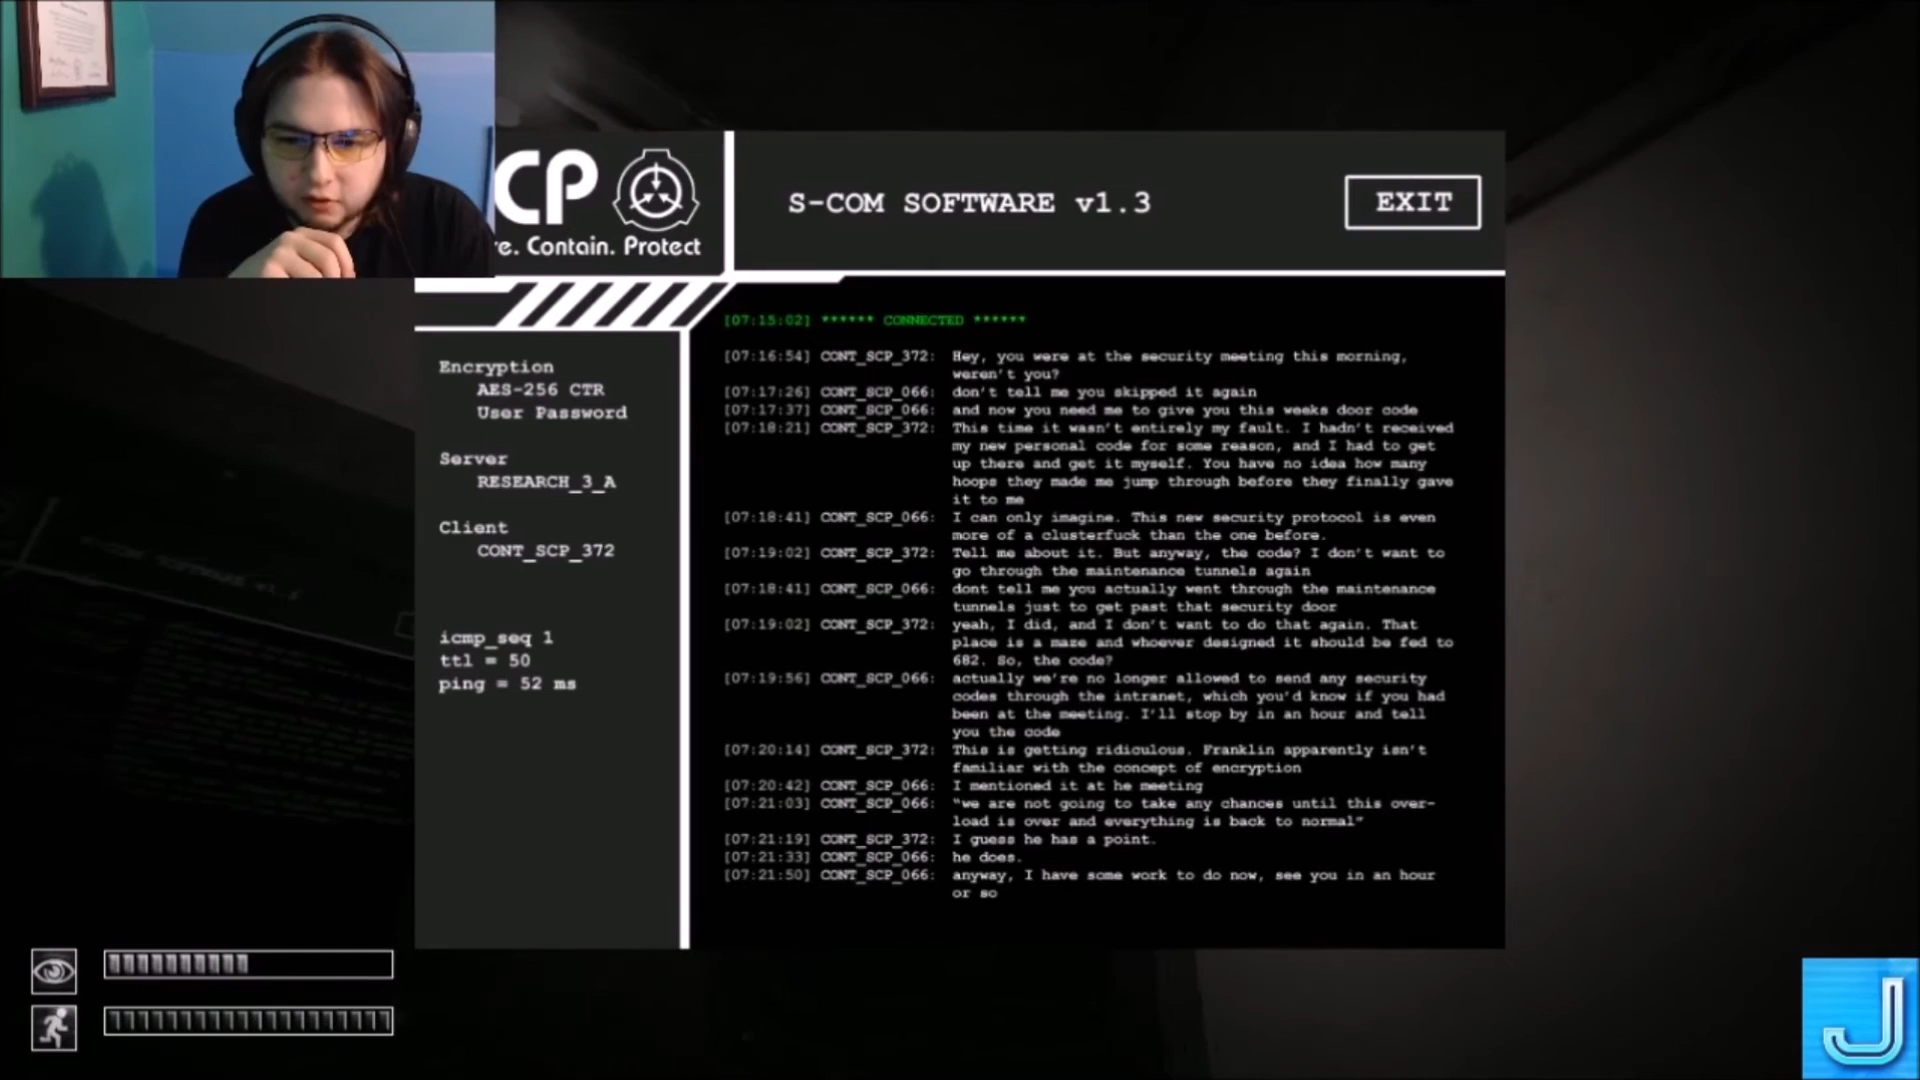 CP
e. Contain. Protect
S-COM SOFTWARE v1.3
EXIT
Encryption
AES-256 CTR
User Password
Server
RESEARCH_3_A
Client
CONT_SCP_372
icmp_seq 1
ttl = 50
ping = 52 ms
[07:15:02] ****** CONNECTED ******
[07:16:54] CONT_SCP_372: Hey, you were at the security meeting this morning,
weren't you?
[07:17:26] CONT_SCP_066: don't tell me you skipped it again
[07:17:37] CONT_SCP_066: and now you need me to give you this weeks door code
[07:18:21] CONT_SCP_372: This time it wasn't entirely my fault. I hadn't received
my new personal code for some reason, and I had to get
up there and get it myself. You have no idea how many
hoops they made me jump through before they finally gave
it to me
[07:18:41] CONT_SCP_066: I can only imagine. This new security protocol is even
more of a clusterfuck than the one before.
[07:19:02] CONT_SCP_372: Tell me about it. But anyway, the code? I don't want to
go through the maintenance tunnels again
[07:18:41] CONT_SCP_066: dont tell me you actually went through the maintenance
tunnels just to get past that security door
[07:19:02] CONT_SCP_372: yeah, I did, and I don't want to do that again. That
place is a maze and whoever designed it should be fed to
682. So, the code?
[07:19:56] CONT_SCP_066: actually we're no longer allowed to send any security
codes through the intranet, which you'd know if you had
been at the meeting. I'll stop by in an hour and tell
you the code
[07:20:14] CONT_SCP_372: This is getting ridiculous. Franklin apparently isn't
familiar with the concept of encryption
[07:20:42] CONT_SCP_066: I mentioned it at he meeting
[07:21:03] CONT_SCP_066: "we are not going to take any chances until this over-
load is over and everything is back to normal"
[07:21:19] CONT_SCP_372: I guess he has a point.
[07:21:33] CONT_SCP_066: he does.
[07:21:50] CONT_SCP_066: anyway, I have some work to do now, see you in an hour
or so
J